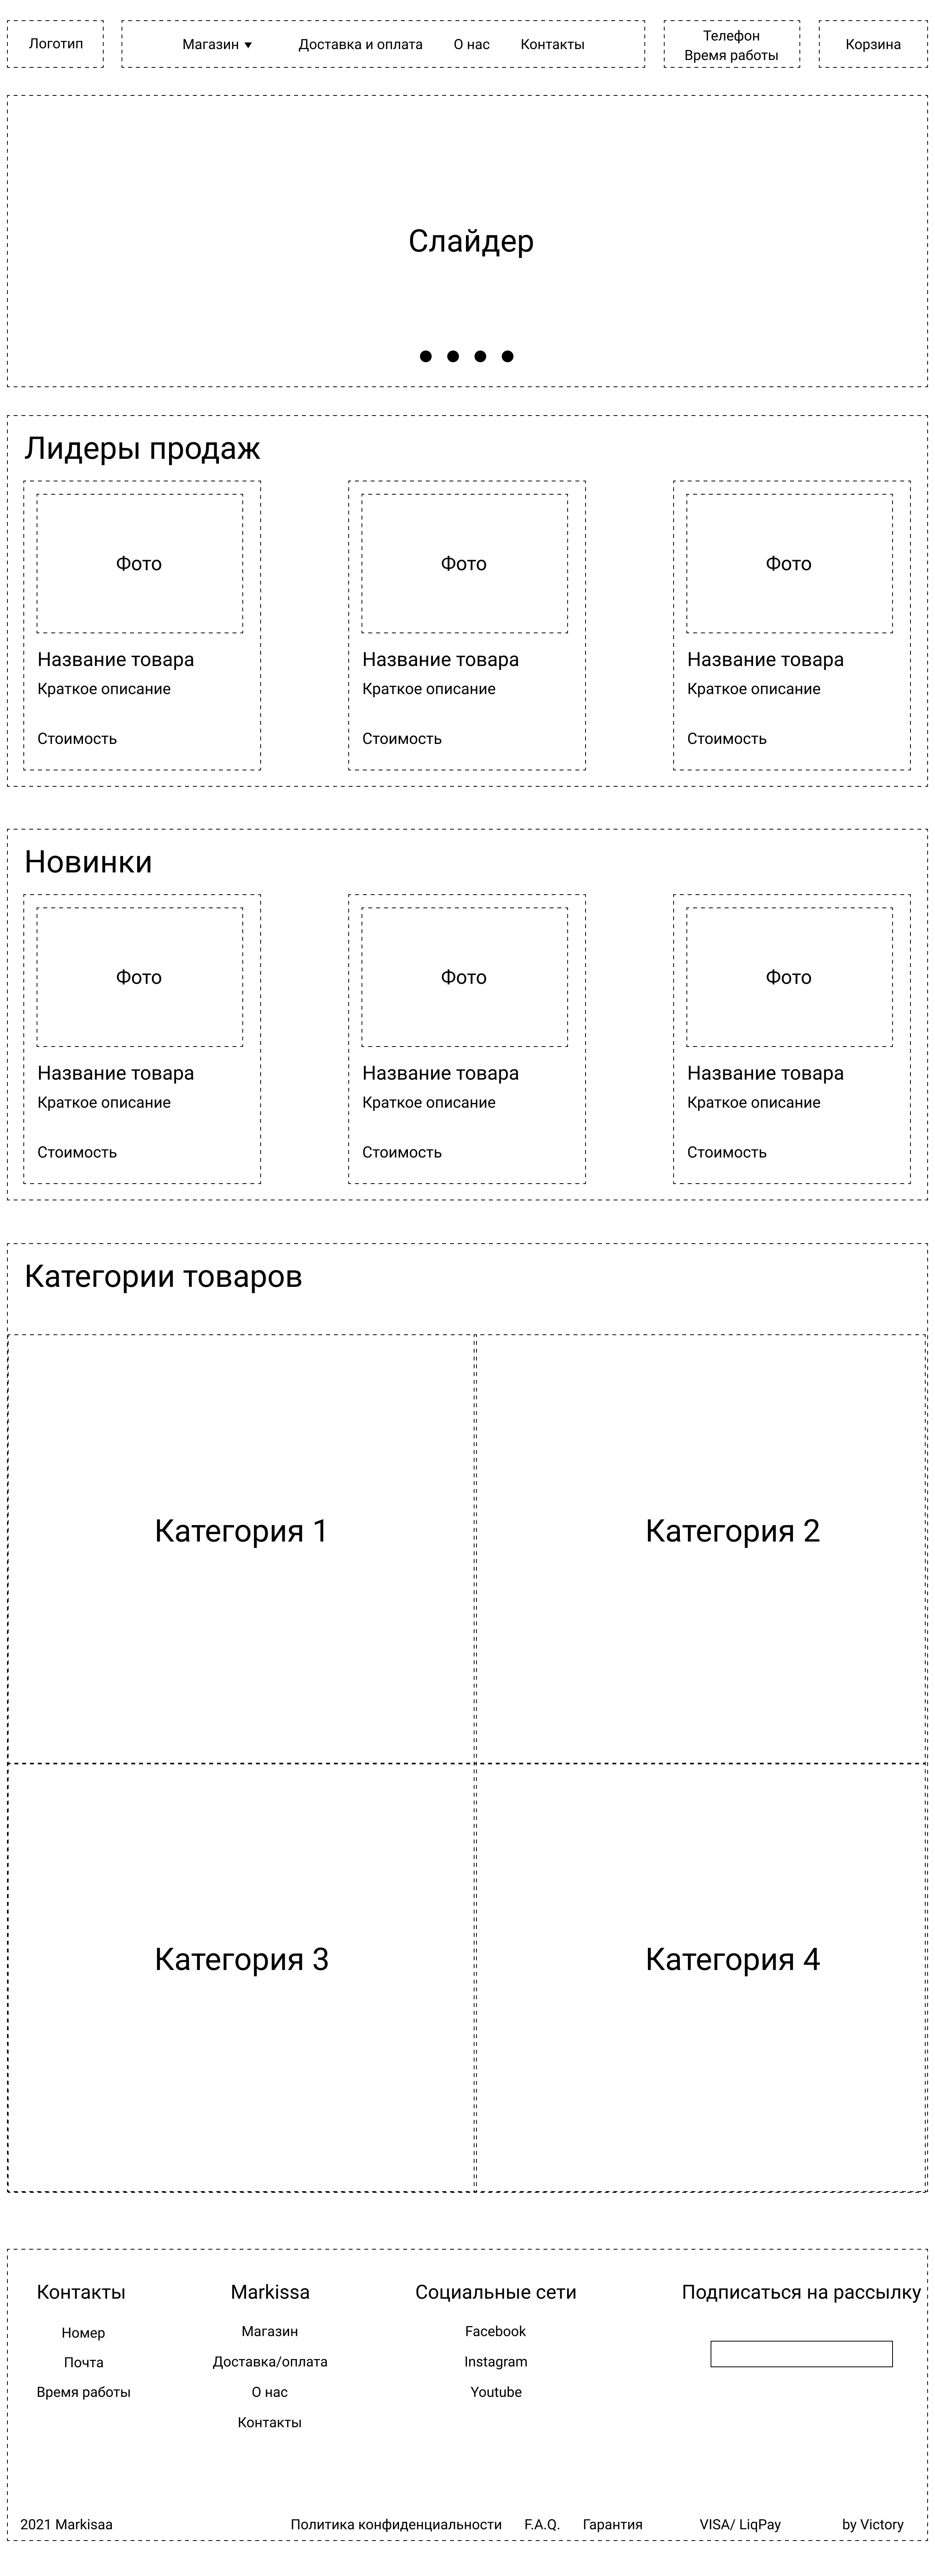 Логотип
Магазин ▼ Доставка и оплата О нас Контакты
Телефон
Время работы
Корзина
Слайдер
Лидеры продаж
Фото
Название товара
Краткое описание
Стоимость
Фото
Название товара
Краткое описание
Стоимость
Фото
Название товара
Краткое описание
Стоимость
Новинки
Фото
Название товара
Краткое описание
Стоимость
Фото
Название товара
Краткое описание
Стоимость
Фото
Название товара
Краткое описание
Стоимость
Категории товаров
Категория 1
Категория 2
Категория 3
Категория 4
Контакты
Номер
Почта
Время работы
Markissa
Магазин
Доставка/оплата
О нас
Контакты
Социальные сети
Facebook
Instagram
Youtube
Подписаться на рассылку
2021 Markisaa Политика конфиденциальности F.A.Q. Гарантия VISA/ LiqPay by Victory